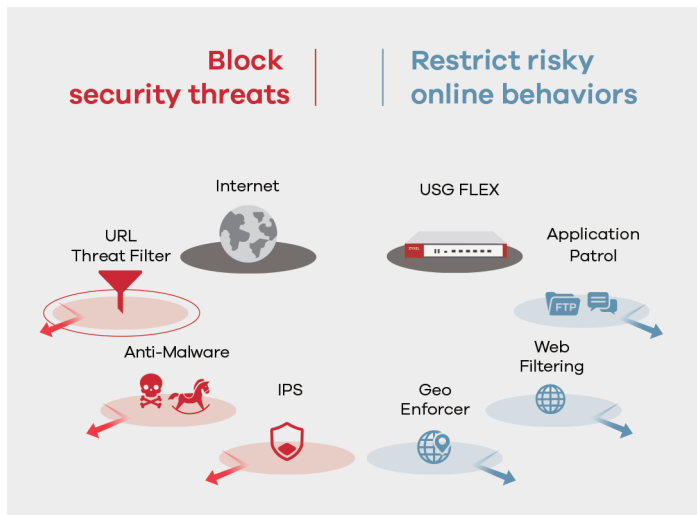 Block
security threats
Restrict risky
online behaviors
Internet
USG FLEX
URL
Threat Filter
Application
Patrol
FTP
Anti-Malware
Web
Filtering
IPS
Geo
Enforcer